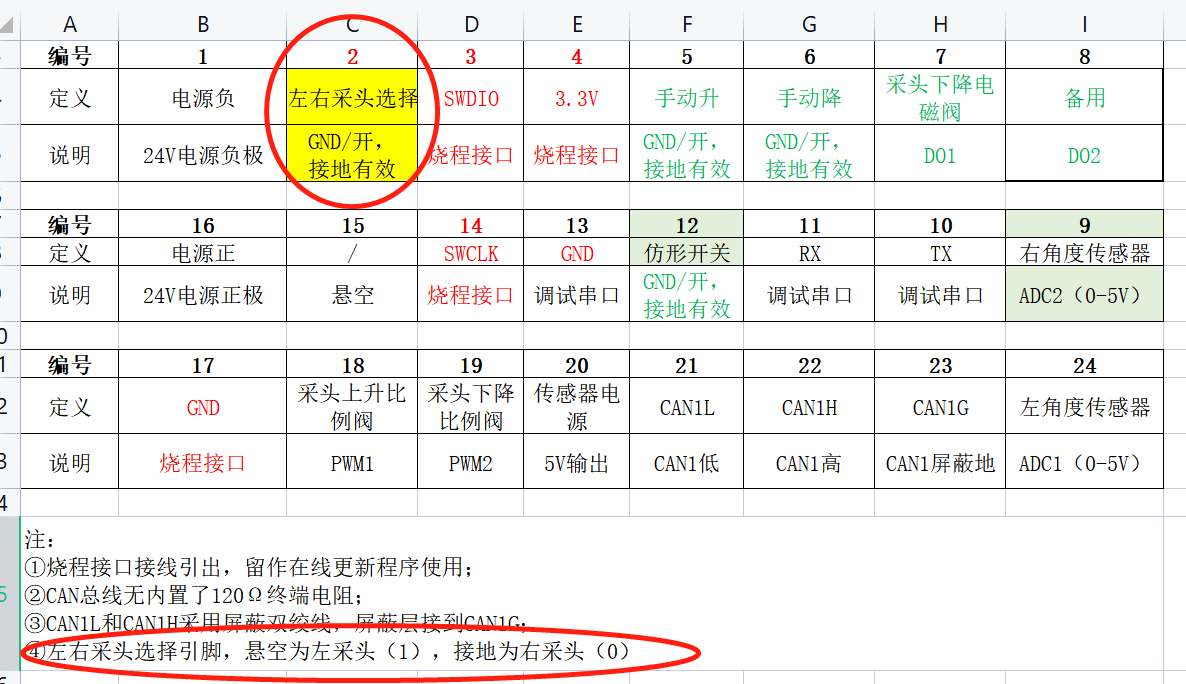 A B C D E F G H I
编号 1 2 3 4 5 6 7 8
定义 电源负 左右采头选择 SWDIO 3.3V 手动升 手动降 采头下降电磁阀 备用
说明 24V电源负极 GND/开，接地有效 烧程接口 烧程接口 GND/开，接地有效 GND/开，接地有效 DO1 DO2
编号 16 15 14 13 12 11 10 9
定义 电源正 / SWCLK GND 仿形开关 RX TX 右角度传感器
说明 24V电源正极 悬空 烧程接口 调试串口 GND/开，接地有效 调试串口 调试串口 ADC2（0-5V）
编号 17 18 19 20 21 22 23 24
定义 GND 采头上升比例阀 采头下降比例阀 传感器电源 CAN1L CAN1H CAN1G 左角度传感器
说明 烧程接口 PWM1 PWM2 5V输出 CAN1低 CAN1高 CAN1屏蔽地 ADC1（0-5V）
注：
①烧程接口接线引出，留作在线更新程序使用；
②CAN总线无内置了120Ω终端电阻；
③CAN1L和CAN1H采用屏蔽双绞线，屏蔽层接到CAN1G；
④左右采头选择引脚，悬空为左采头（1），接地为右采头（0）